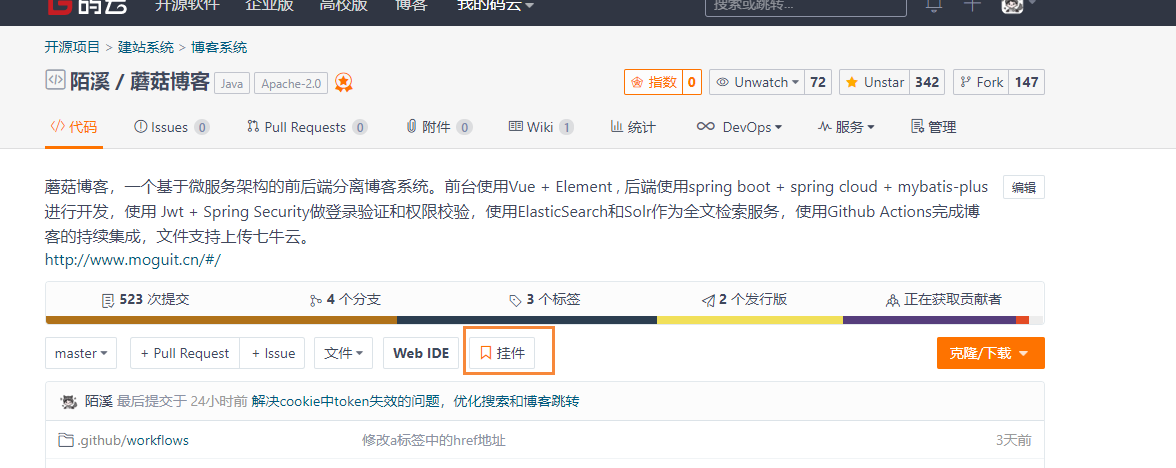 码云 开源软件 企业版 高校版 博客 我的码云 搜索或跳转...
开源项目 > 建站系统 > 博客系统
陌溪 / 蘑菇博客 Java Apache-2.0 指数 0 Unwatch 72 Unstar 342 Fork 147
代码 Issues 0 Pull Requests 0 附件 0 Wiki 1 统计 DevOps 服务 管理
蘑菇博客，一个基于微服务架构的前后端分离博客系统。前台使用Vue + Element , 后端使用spring boot + spring cloud + mybatis-plus 编辑
进行开发，使用 Jwt + Spring Security做登录验证和权限校验，使用ElasticSearch和Solr作为全文检索服务，使用Github Actions完成博
客的持续集成，文件支持上传七牛云。
http://www.moguit.cn/#/
523 次提交 4 个分支 3 个标签 2 个发行版 正在获取贡献者
master + Pull Request + Issue 文件 Web IDE 挂件 克隆/下载
陌溪 最后提交于 24小时前 解决cookie中token失效的问题，优化搜索和博客跳转
.github/workflows 修改a标签中的href地址 3天前